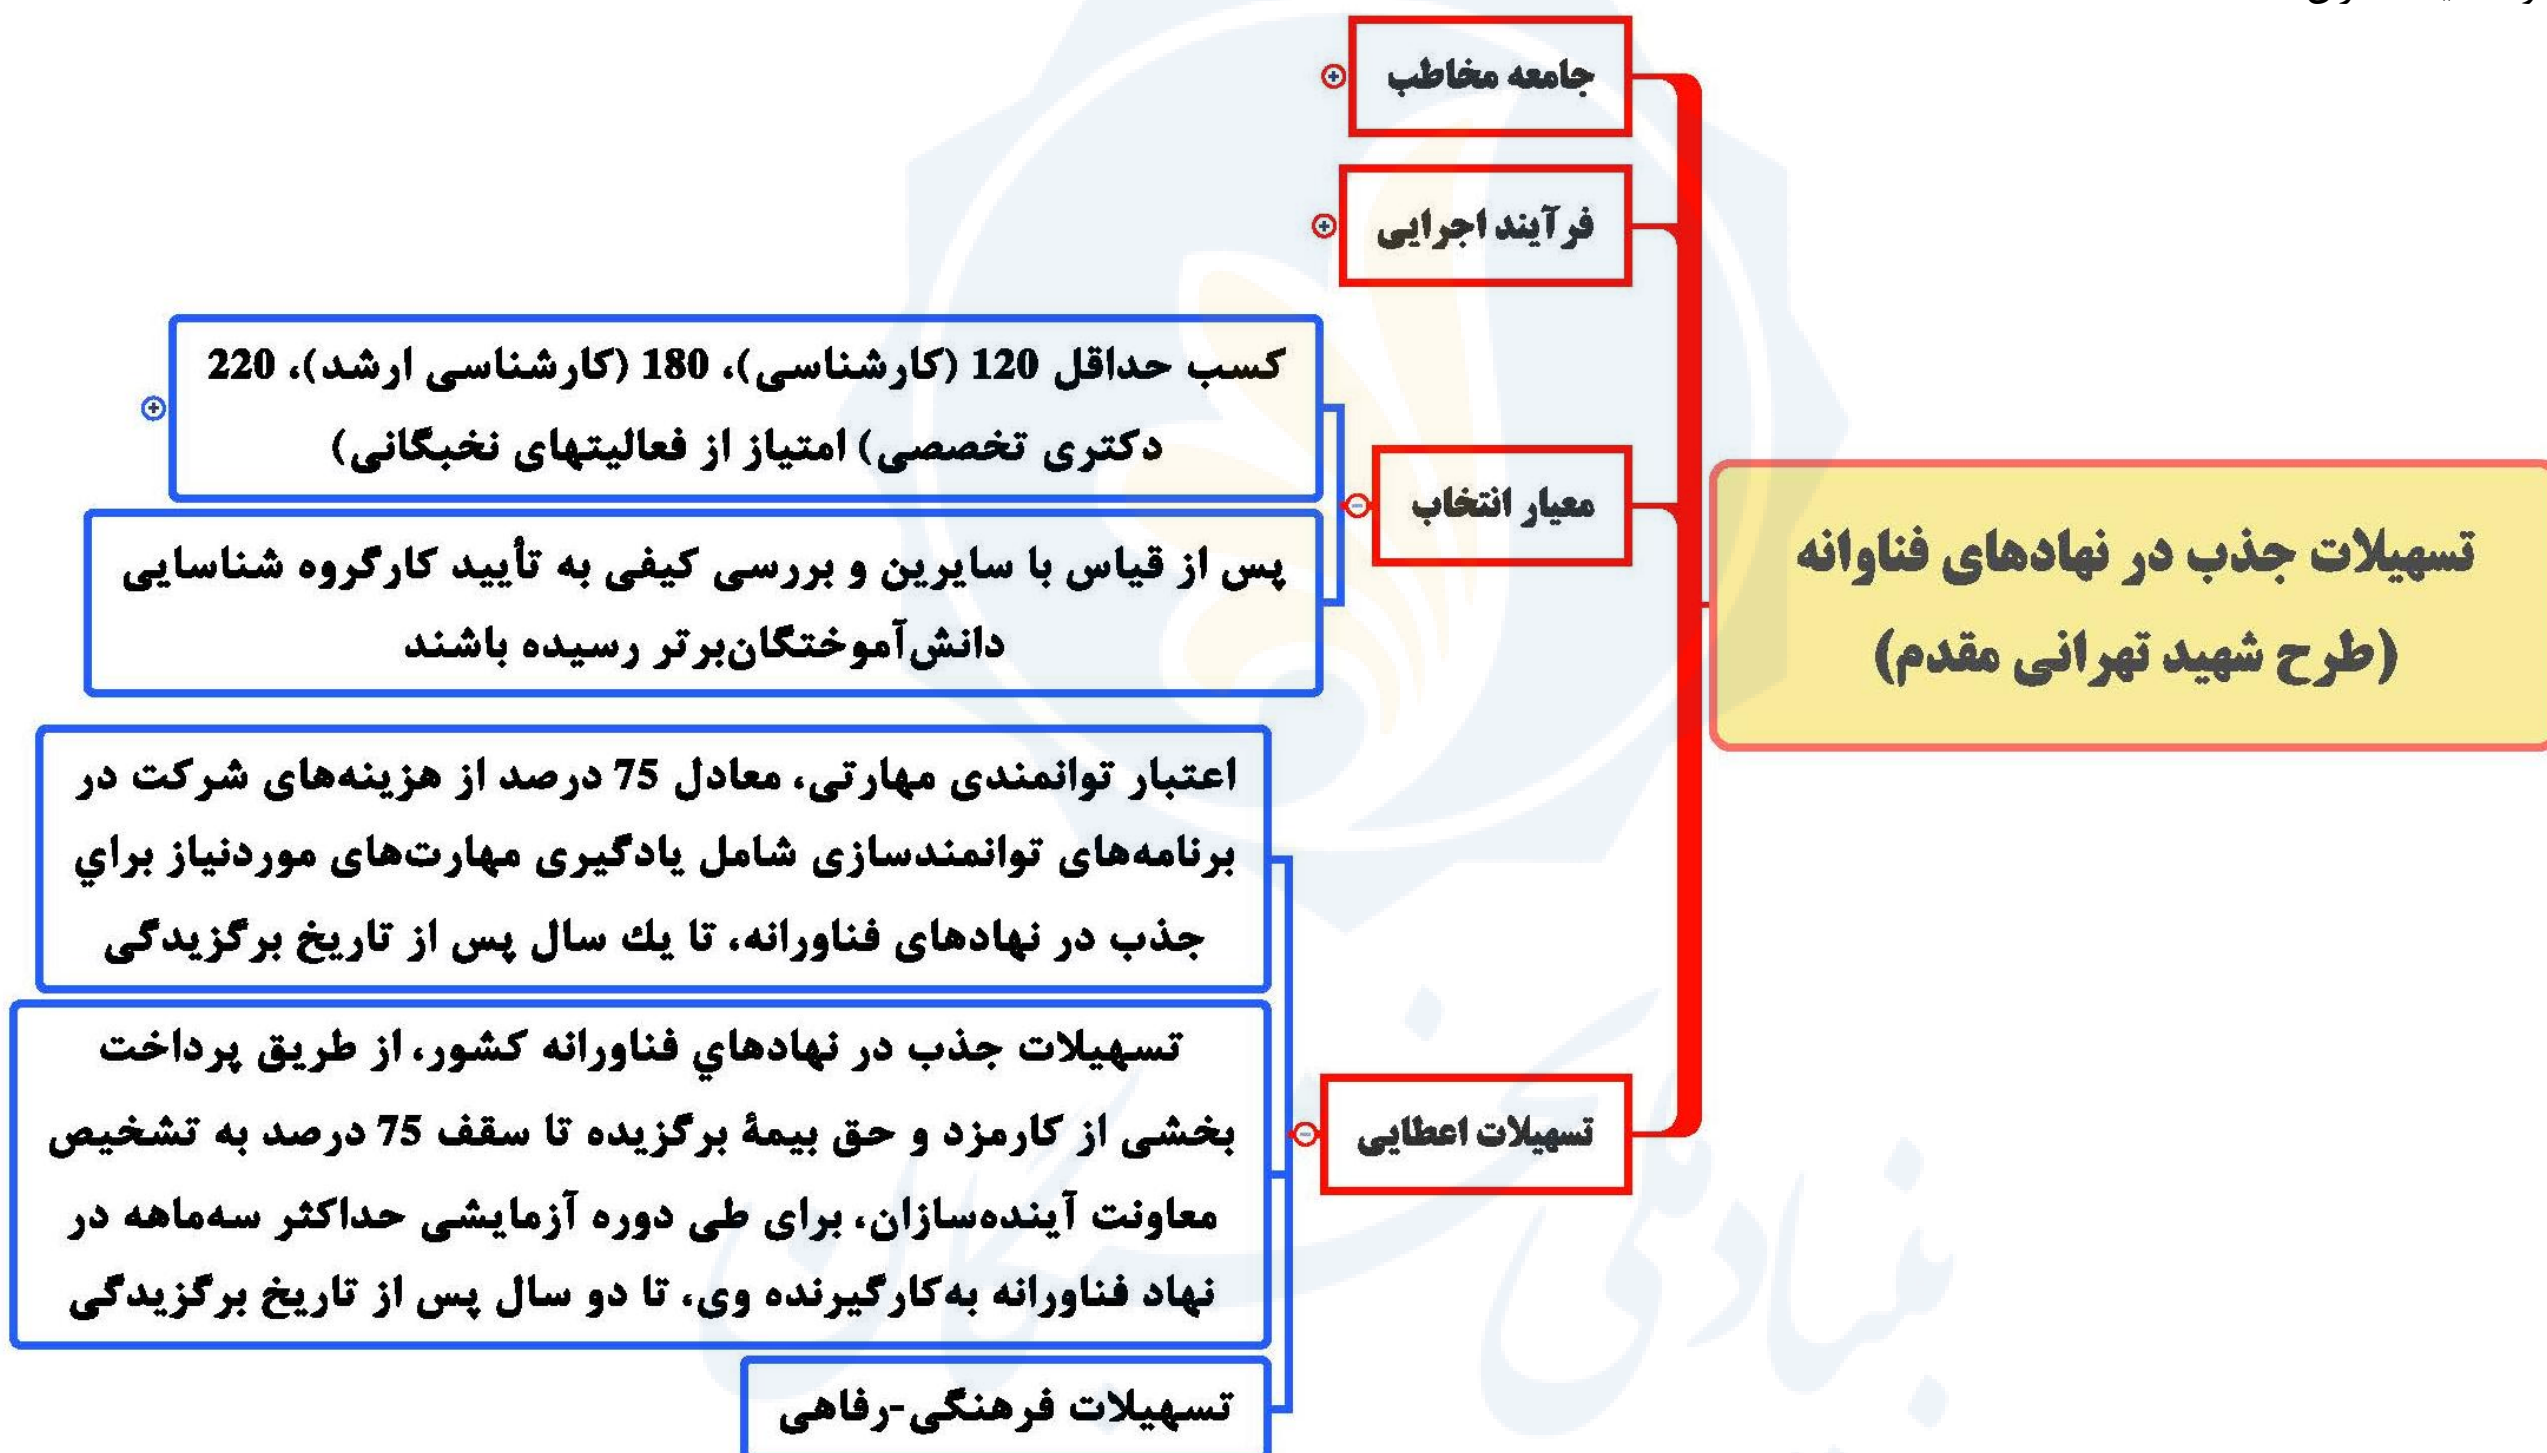 تسهیلات جذب در نهادهای فناوانه
(طرح شهید تهرانی مقدم)
جامعه مخاطب
فرآیند اجرایی
معیار انتخاب
کسب حداقل 120 (کارشناسی)، 180 (کارشناسی ارشد)، 220
دکتری تخصصی) امتیاز از فعالیتهای نخبگانی)
پس از قیاس با سایرین و بررسی کیفی به تأیید کارگروه شناسایی
دانش‌آموختگان‌برتر رسیده باشند
تسهیلات اعطایی
اعتبار توانمندی مهارتی، معادل 75 درصد از هزینه‌های شرکت در
برنامه‌های توانمندسازی شامل یادگیری مهارت‌های موردنیاز براي
جذب در نهادهای فناورانه، تا یك سال پس از تاریخ برگزیدگی
تسهیلات جذب در نهادهاي فناورانه کشور، از طریق پرداخت
بخشی از کارمزد و حق بیمۀ برگزیده تا سقف 75 درصد به تشخیص
معاونت آینده‌سازان، برای طی دوره آزمایشی حداکثر سه‌ماهه در
نهاد فناورانه به‌کارگیرنده وی، تا دو سال پس از تاریخ برگزیدگی
تسهیلات فرهنگی-رفاهی
بنیاد ملی نخبگان